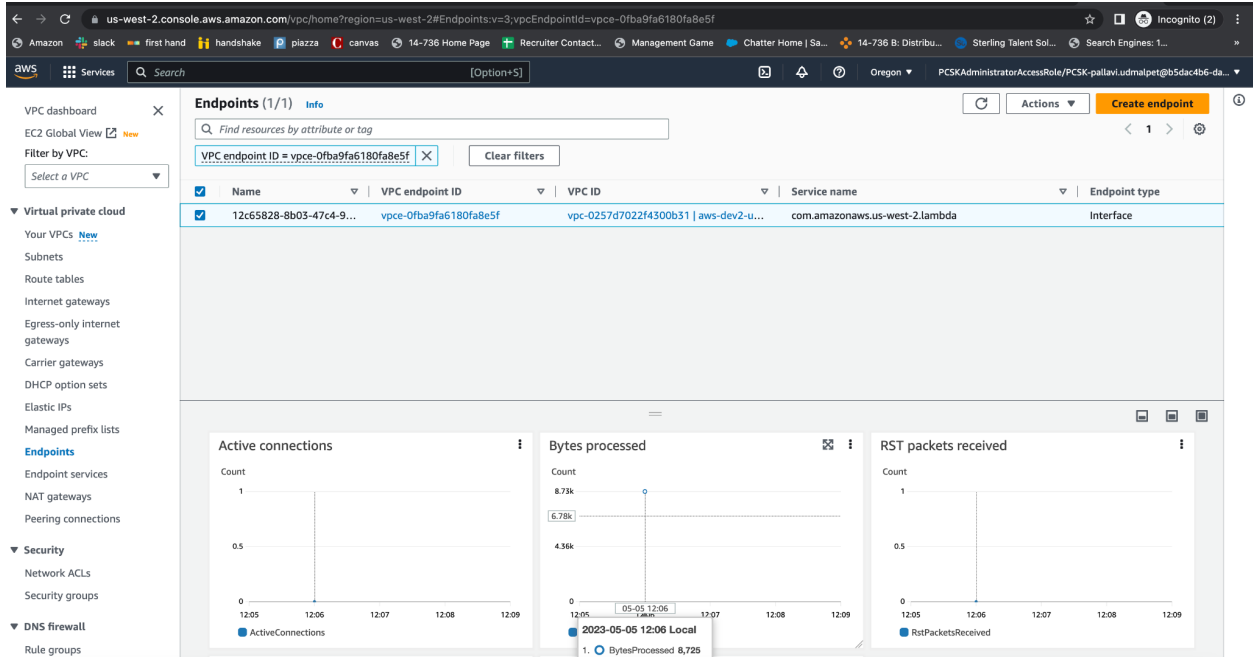 us-west-2.console.aws.amazon.com/vpc/home?region=us-west-2#Endpoints:v=3;vpcEndpointId=vpce-0fba9fa6180fa8e5f
Incognito (2)
Amazon slack first hand handshake piazza canvas 14-736 Home Page Recruiter Contact... Management Game Chatter Home | Sa... 14-736 B: Distribu... Sterling Talent Sol... Search Engines: 1... »
aws Services Search [Option+S] Oregon PCSKAdministratorAccessRole/PCSK-pallavi.udmalpet@b5dac4b6-da...
VPC dashboard
EC2 Global View New
Filter by VPC:
Select a VPC
Virtual private cloud
Your VPCs New
Subnets
Route tables
Internet gateways
Egress-only internet
gateways
Carrier gateways
DHCP option sets
Elastic IPs
Managed prefix lists
Endpoints
Endpoint services
NAT gateways
Peering connections
Security
Network ACLs
Security groups
DNS firewall
Rule groups
Endpoints (1/1) Info
Actions
Create endpoint
Find resources by attribute or tag
1
VPC endpoint ID = vpce-0fba9fa6180fa8e5f
Clear filters
Name VPC endpoint ID VPC ID Service name Endpoint type
12c65828-8b03-47c4-9... vpce-0fba9fa6180fa8e5f vpc-0257d7022f4300b31 | aws-dev2-u... com.amazonaws.us-west-2.lambda Interface
Active connections
Count
1
0.5
0
12:05 12:06 12:07 12:08 12:09
ActiveConnections
Bytes processed
Count
8.73k
6.78k
4.36k
0
05-05 12:06
12:05 12:07 12:08 12:09
2023-05-05 12:06 Local
1. BytesProcessed 8,725
RST packets received
Count
1
0.5
0
12:05 12:06 12:07 12:08 12:09
RstPacketsReceived